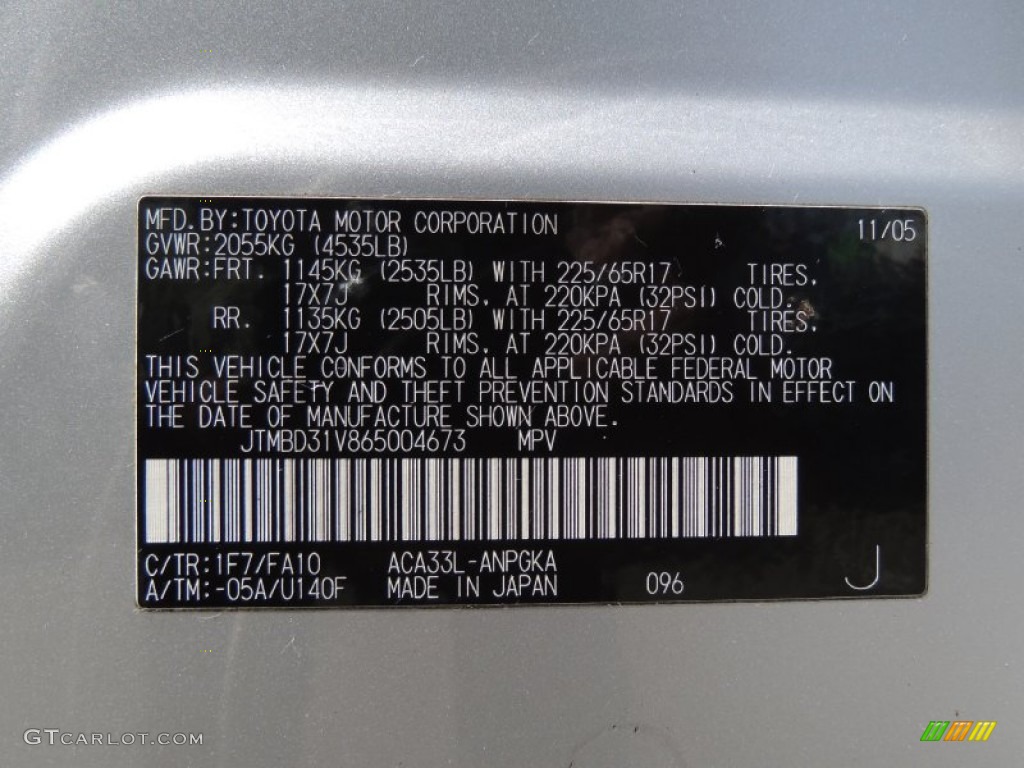 MFD.BY:TOYOTA MOTOR CORPORATION 11/05
GVWR:2055KG (4535LB)
GAWR:FRT. 1145KG (2535LB) WITH 225/65R17 TIRES.
17X7J RIMS. AT 220KPA (32PSI) COLD.
RR. 1135KG (2505LB) WITH 225/65R17 TIRES.
17X7J RIMS. AT 220KPA (32PSI) COLD.
THIS VEHICLE CONFORMS TO ALL APPLICABLE FEDERAL MOTOR
VEHICLE SAFETY AND THEFT PREVENTION STANDARDS IN EFFECT ON
THE DATE OF MANUFACTURE SHOWN ABOVE.
JTMBD31V865004673 MPV
C/TR:1F7/FA10 ACA33L-ANPGKA
A/TM:-05A/U140F MADE IN JAPAN 096 J
GTCARLOT.COM